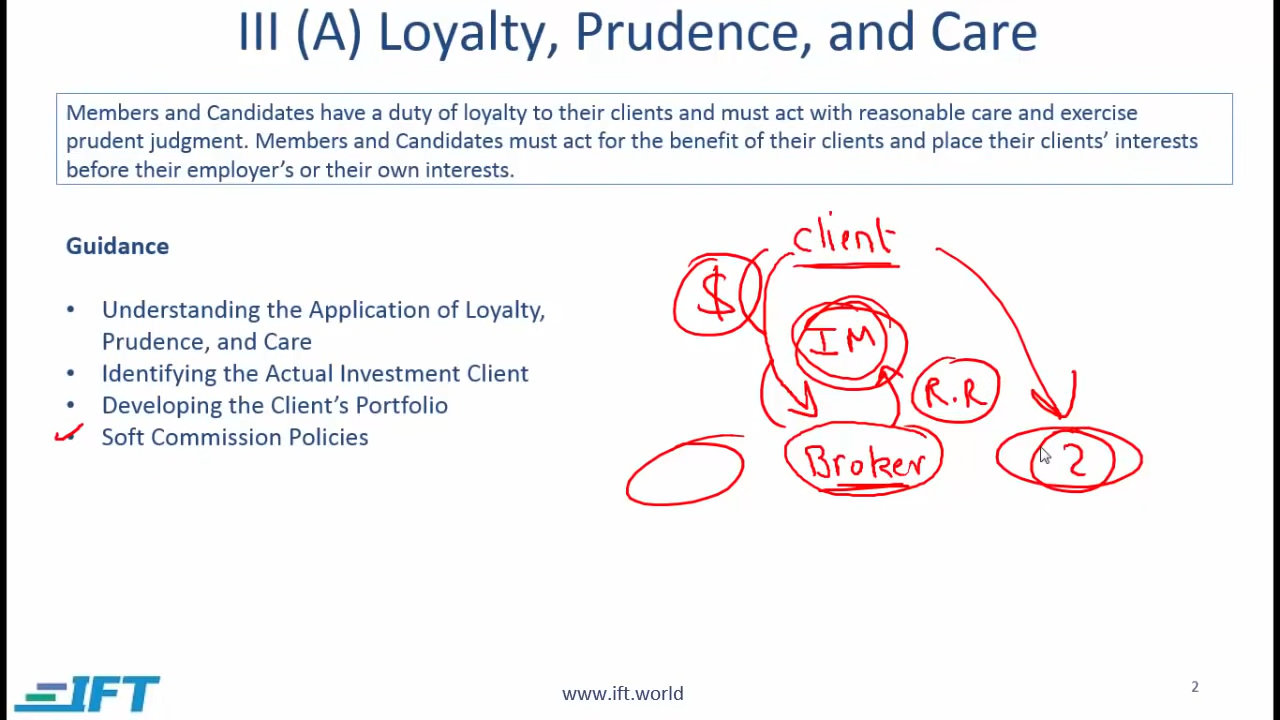 III (A) Loyalty, Prudence, and Care
Members and Candidates have a duty of loyalty to their clients and must act with reasonable care and exercise
prudent judgment. Members and Candidates must act for the benefit of their clients and place their clients' interests
before their employer's or their own interests.
Guidance
• Understanding the Application of Loyalty,
Prudence, and Care
• Identifying the Actual Investment Client
• Developing the Client's Portfolio
• Soft Commission Policies
client
$
IM
R.R
Broker
2
IFT
www.ift.world
2